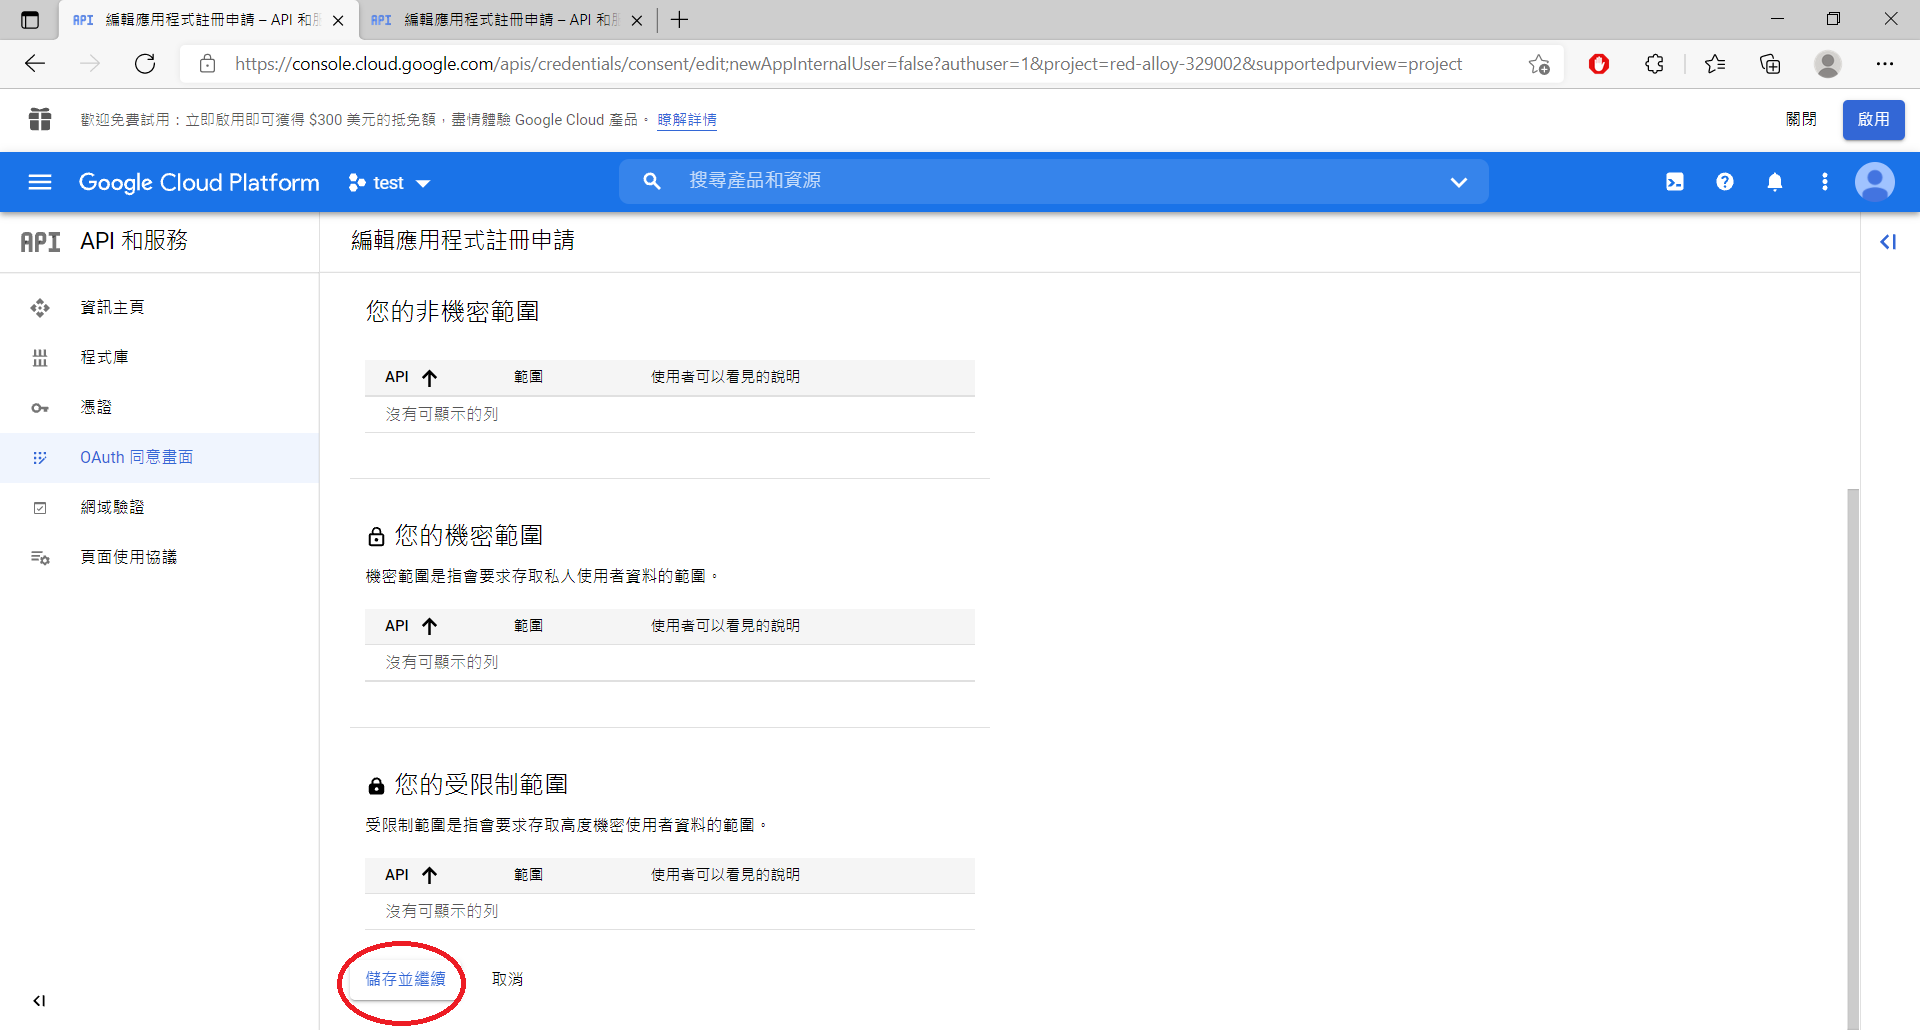 API 編輯應用程式註冊申請 – API 和
API 編輯應用程式註冊申請 – API 和
https://console.cloud.google.com/apis/credentials/consent/edit;newAppInternalUser=false?authuser=1&project=red-alloy-329002&supportedpurview=project
歡迎免費試用：立即啟用即可獲得 $300 美元的抵免額，盡情體驗 Google Cloud 產品。 瞭解詳情
關閉
啟用
Google Cloud Platform
test
搜尋產品和資源
API API 和服務
編輯應用程式註冊申請
資訊主頁
程式庫
憑證
OAuth 同意畫面
網域驗證
頁面使用協議
您的非機密範圍
API 範圍 使用者可以看見的說明
沒有可顯示的列
您的機密範圍
機密範圍是指會要求存取私人使用者資料的範圍。
API 範圍 使用者可以看見的說明
沒有可顯示的列
您的受限制範圍
受限制範圍是指會要求存取高度機密使用者資料的範圍。
API 範圍 使用者可以看見的說明
沒有可顯示的列
儲存並繼續 取消